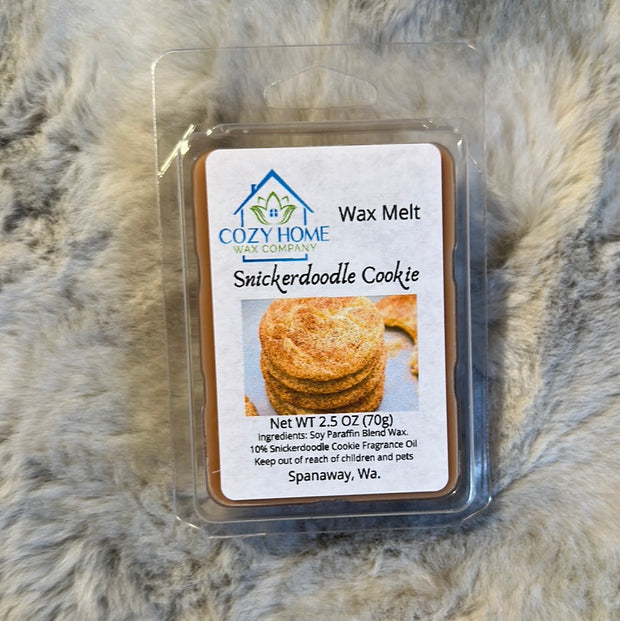 COZY HOME
WAX COMPANY
Wax Melt
Snickerdoodle Cookie
Net WT 2.5 OZ (70g)
Ingredients: Soy Paraffin Blend Wax.
10% Snickerdoodle Cookie Fragrance Oil
Keep out of reach of children and pets
Spanaway, Wa.